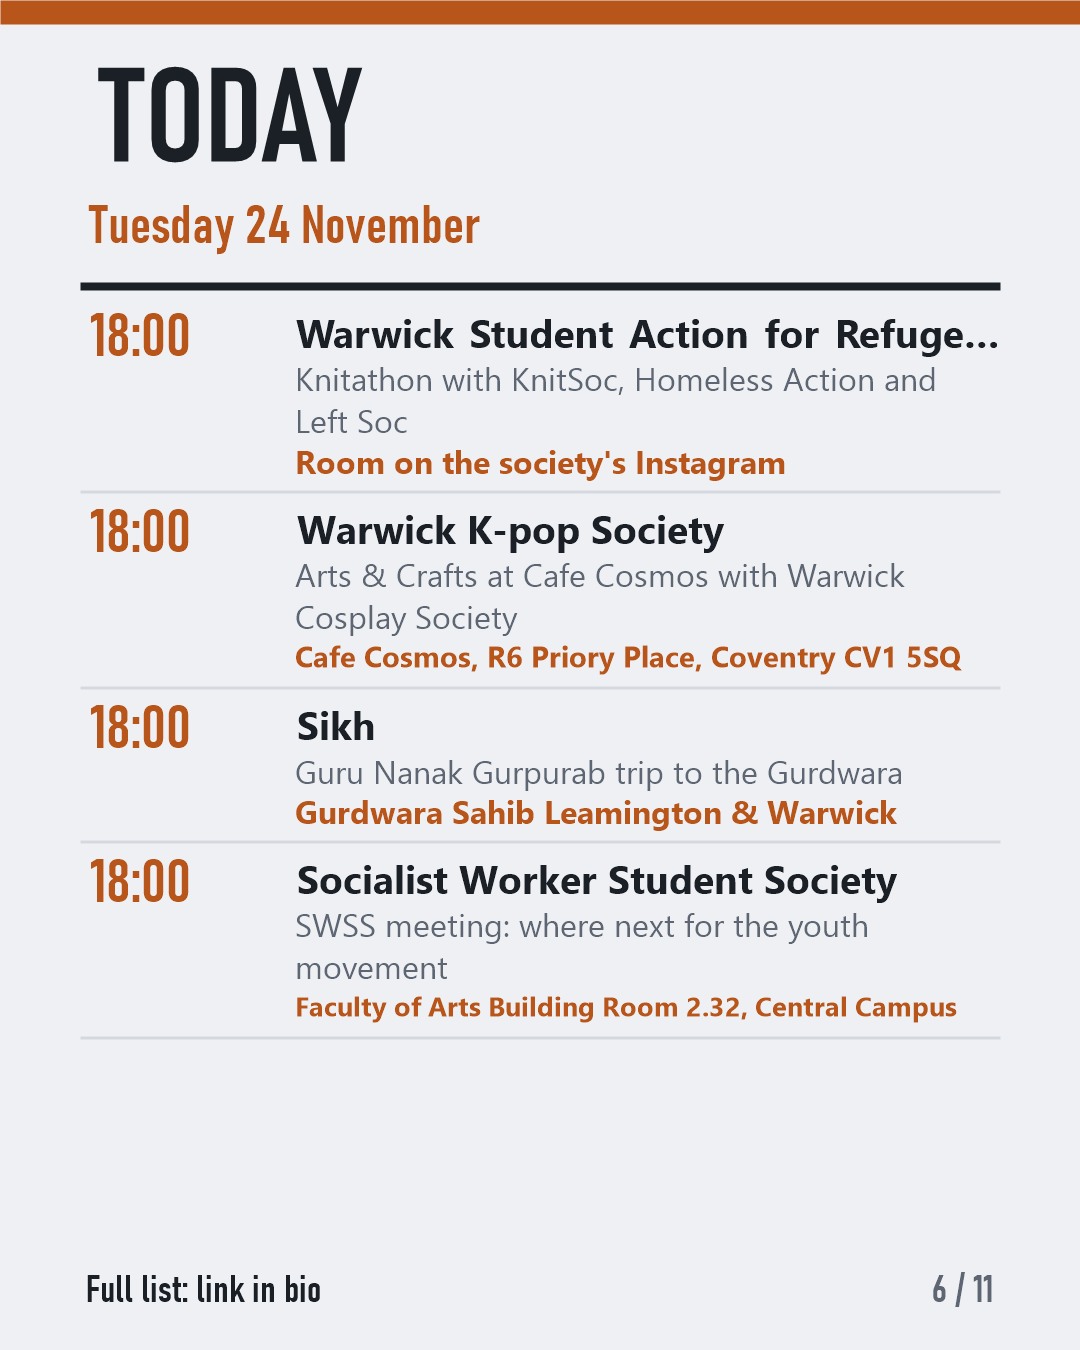 TODAY
Tuesday 24 November
18:00
Warwick Student Action for Refuge...
Knitathon with KnitSoc, Homeless Action and
Left Soc
Room on the society's Instagram
18:00
Warwick K-pop Society
Arts & Crafts at Cafe Cosmos with Warwick
Cosplay Society
Cafe Cosmos, R6 Priory Place, Coventry CV1 5SQ
18:00
Sikh
Guru Nanak Gurpurab trip to the Gurdwara
Gurdwara Sahib Leamington & Warwick
18:00
Socialist Worker Student Society
SWSS meeting: where next for the youth
movement
Faculty of Arts Building Room 2.32, Central Campus
Full list: link in bio
6 / 11